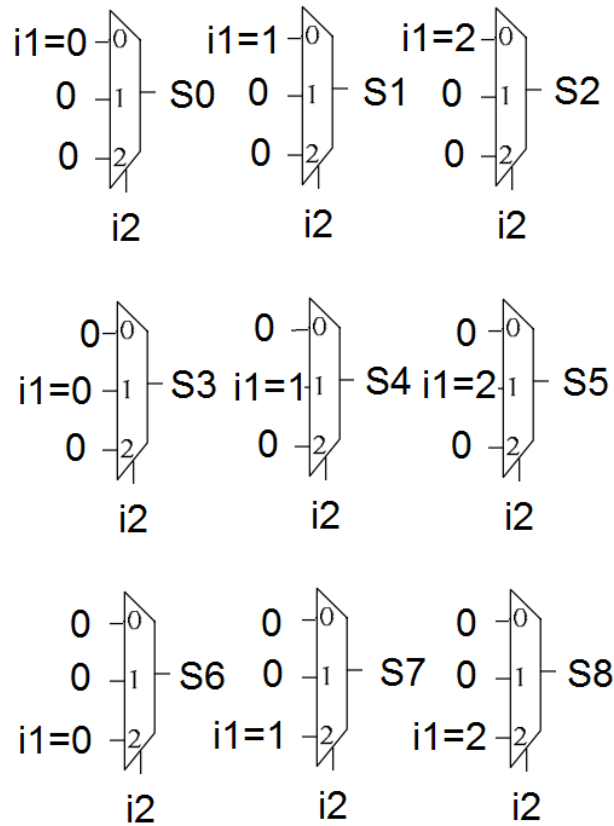 i1=0 0 i1=1 0 i1=2 0
0 1 S0 0 1 S1 0 1 S2
0 2 0 2 0 2
i2 i2 i2
0 0 0 0 0 0
i1=0 1 S3 i1=1 1 S4 i1=2 1 S5
0 2 0 2 0 2
i2 i2 i2
0 0 0 0 0 0
0 1 S6 0 1 S7 0 1 S8
i1=0 2 i1=1 2 i1=2 2
i2 i2 i2